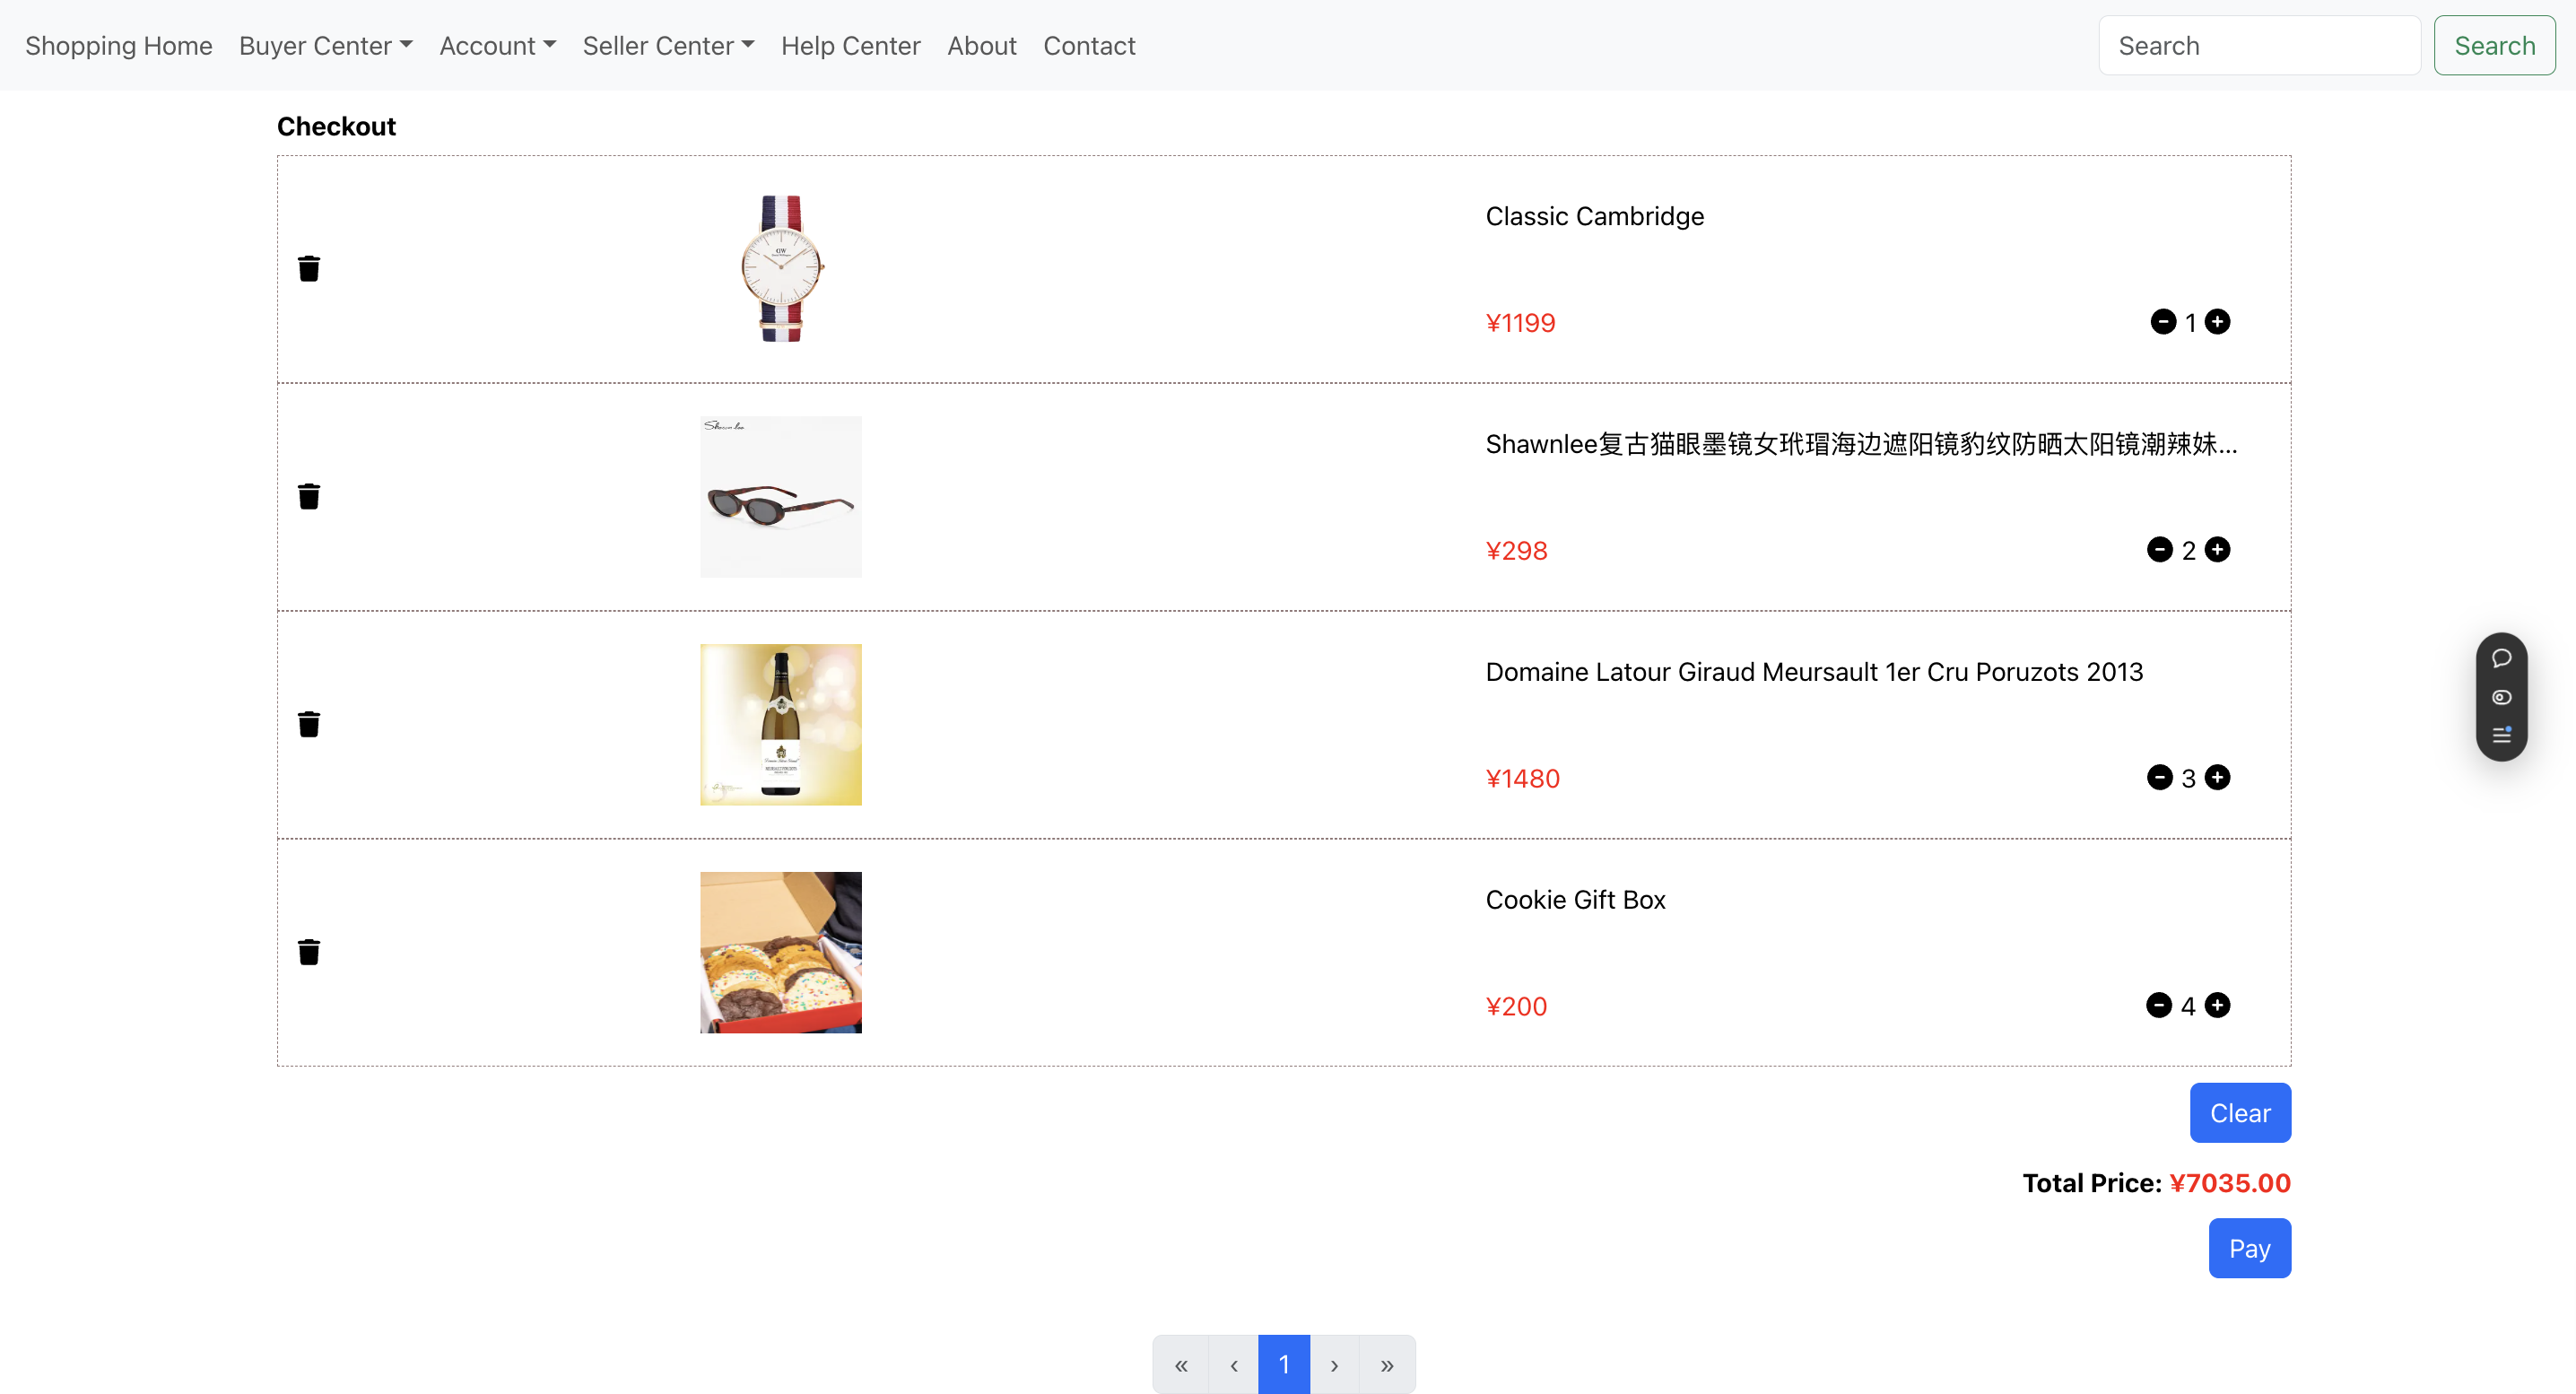 Shopping Home Buyer Center Account Seller Center Help Center About Contact Search Search
Checkout
Classic Cambridge
¥1199 1
Shawnlee复古猫眼墨镜女玳瑁海边遮阳镜豹纹防晒太阳镜潮辣妹...
¥298 2
Domaine Latour Giraud Meursault 1er Cru Poruzots 2013
¥1480 3
Cookie Gift Box
¥200 4
Clear
Total Price: ¥7035.00
Pay
« ‹ 1 › »